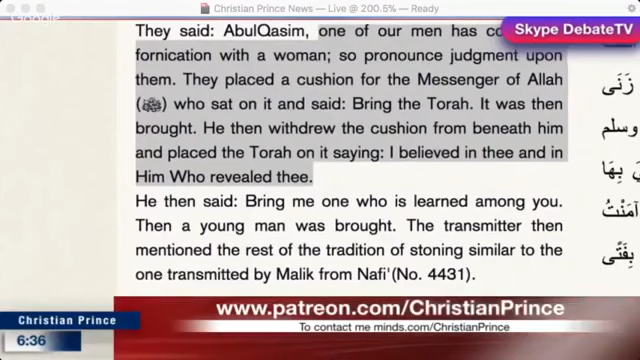 Christian Prince News — Live @ 200.5% — Ready
Google
Skype DebateTV
They said: AbulQasim, one of our men has co
fornication with a woman; so pronounce judgment upon
them. They placed a cushion for the Messenger of Allah
(ﷺ) who sat on it and said: Bring the Torah. It was then
brought. He then withdrew the cushion from beneath him
and placed the Torah on it saying: I believed in thee and in
Him Who revealed thee.
He then said: Bring me one who is learned among you.
Then a young man was brought. The transmitter then
mentioned the rest of the tradition of stoning similar to the
one transmitted by Malik from Nafi'(No. 4431).
زَنَى
وسلم
بِهَا
آمَنْتُ
بِفَتًى
www.patreon.com/ChristianPrince
To contact me minds.com/ChristianPrince
Christian Prince
6:36